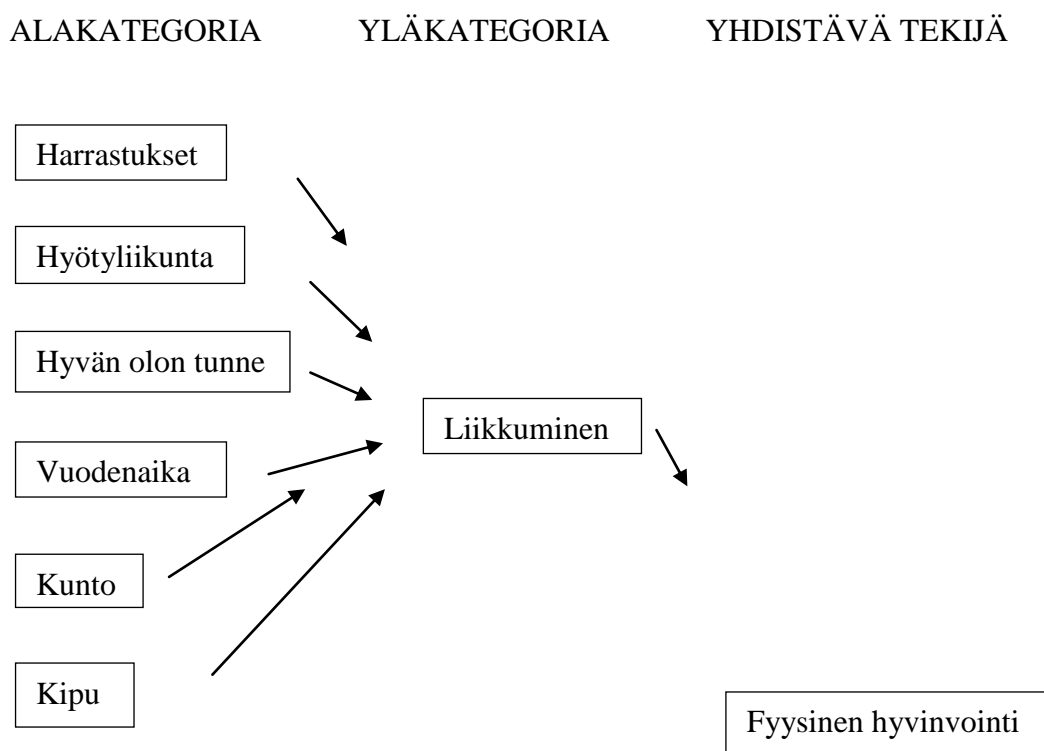 ALAKATEGORIA YLÄKATEGORIA YHDISTÄVÄ TEKIJÄ
Harrastukset
Hyötyliikunta
Hyvän olon tunne
Liikkuminen
Vuodenaika
Kunto
Kipu
Fyysinen hyvinvointi